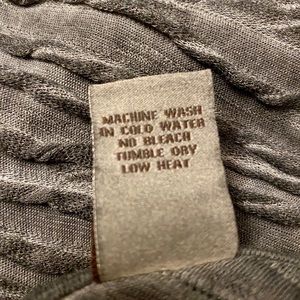 MACHINE WASH
IN COLD WATER
NO BLEACH
TUMBLE DRY
LOW HEAT